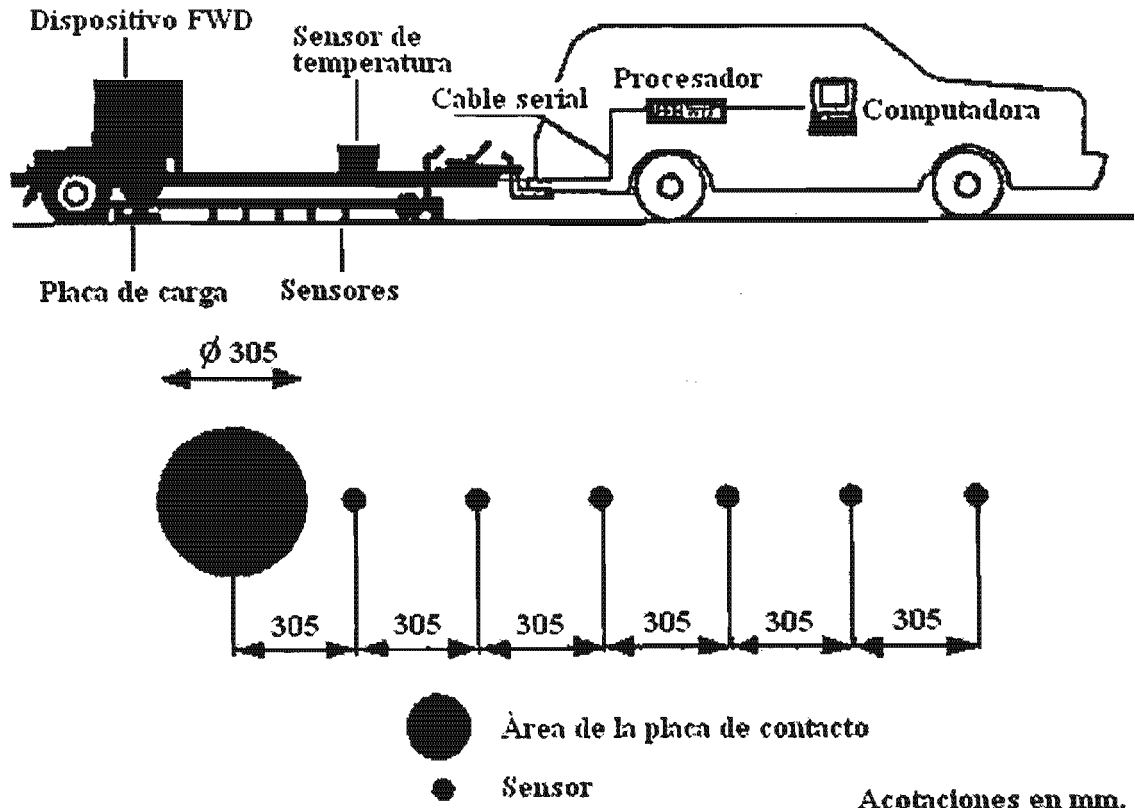 Dispositivo FWD
Sensor de
temperatura
Cable serial
Procesador
Computadora
Placa de carga
Sensores
Ø 305
305
305
305
305
305
305
Àrea de la placa de contacto
Sensor
Acotaciones en mm.